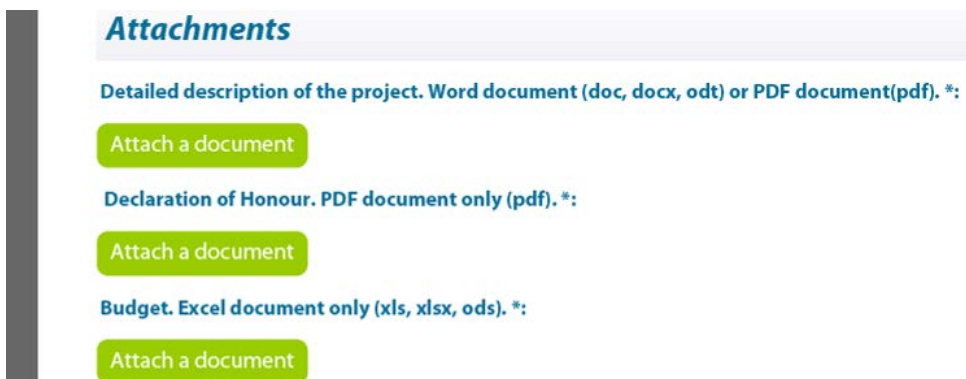 Attachments
Detailed description of the project. Word document (doc, docx, odt) or PDF document(pdf). *:
Attach a document
Declaration of Honour. PDF document only (pdf). *:
Attach a document
Budget. Excel document only (xls, xlsx, ods). *:
Attach a document